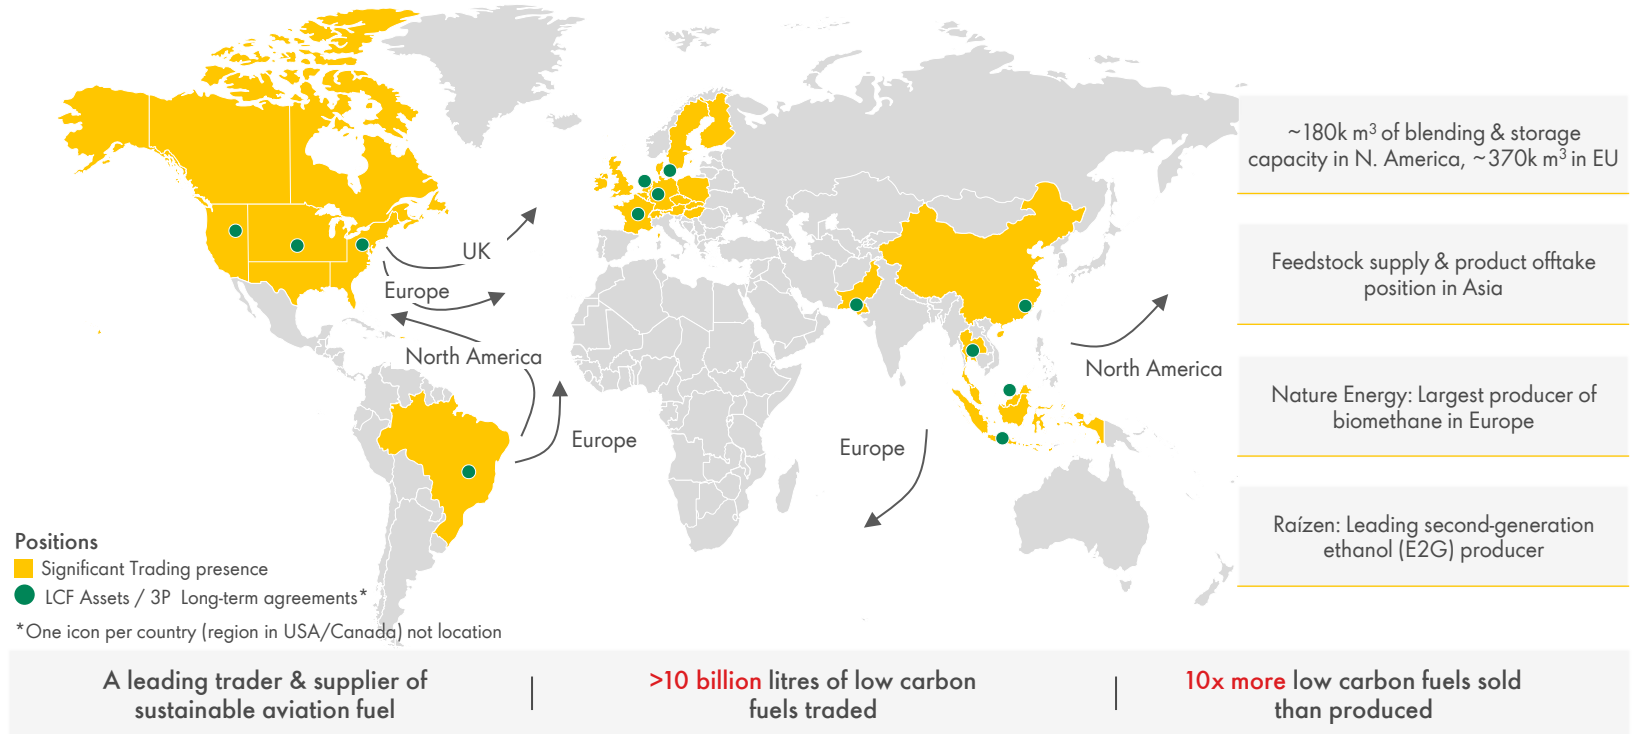 UK
Europe
North America
Europe
Europe
North America
~180k m³ of blending & storage
capacity in N. America, ~370k m³ in EU
Feedstock supply & product offtake
position in Asia
Nature Energy: Largest producer of
biomethane in Europe
Raízen: Leading second-generation
ethanol (E2G) producer
Positions
Significant Trading presence
LCF Assets / 3P Long-term agreements*
*One icon per country (region in USA/Canada) not location
A leading trader & supplier of
sustainable aviation fuel
>10 billion litres of low carbon
fuels traded
10x more low carbon fuels sold
than produced